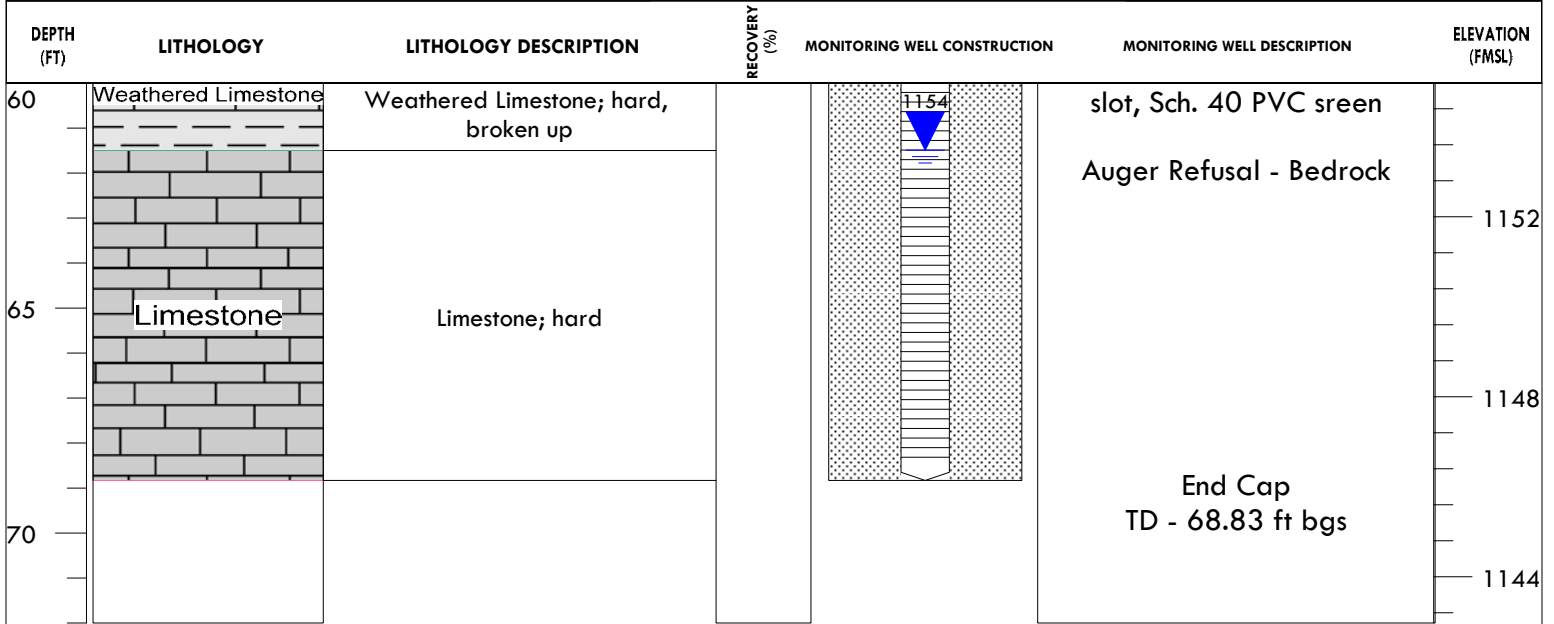 DEPTH
(FT)
LITHOLOGY
LITHOLOGY DESCRIPTION
RECOVERY
(%)
MONITORING WELL CONSTRUCTION
MONITORING WELL DESCRIPTION
ELEVATION
(FMSL)
60
Weathered Limestone
Weathered Limestone; hard,
broken up
1154
slot, Sch. 40 PVC sreen
Auger Refusal - Bedrock
1152
65
Limestone
Limestone; hard
1148
End Cap
TD - 68.83 ft bgs
70
1144